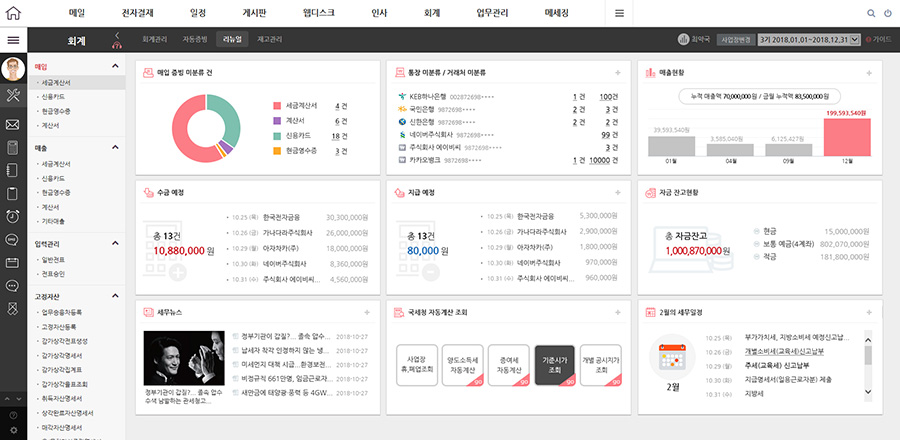 메일 전자결재 일정 게시판 웹디스크 인사 회계 업무관리 메세징
회계 회계관리 자동증빙 리뉴얼 재고관리 최악국 사업장변경 3기 2018.01.01~2018.12.31 가이드
매입
세금계산서
신용카드
현금영수증
계산서
매출
세금계산서
신용카드
현금영수증
계산서
기타매출
입력관리
일반전표
전표승인
고정자산
업무승용차등록
고정자산등록
감가상각전표생성
감가상각명세서
감가상각집계표
감가상각률표조회
취득자산명세서
상각완료자산명세서
매각자산명세서
매입 증빙 미분류 건
세금계산서 4 건
계산서 6 건
신용카드 18 건
현금영수증 3 건
통장 미분류 / 거래처 미분류
KEB하나은행 002872698•••• 1 건 100건
국민은행 9872698•••• 2 건 3 건
신한은행 9872698•••• 2 건 2 건
네이버주식회사 9872698•••• 99 건
주식회사 에이비씨 9872698•••• 3 건
카카오뱅크 9872698•••• 1 건 10000 건
매출현황
누적 매출액 70,000,000원 / 금월 누적액 83,500,000원
199,593,540원
39,593,540원
3,585,040원
6,125,427원
01월 04월 09월 12월
수금 예정
총 13건
10,880,000 원
10.25 (목) 한국전자금융 30,300,000원
10.26 (금) 가나다라주식회사 26,000,000원
10.29 (월) 아자차카(주) 18,000,000원
10.30 (화) 네이버주식회사 8,360,000원
10.31 (수) 주식회사 에이비씨... 4,560,000원
지급 예정
총 13건
80,000 원
10.25 (목) 한국전자금융 5,300,000원
10.26 (금) 가나다라주식회사 2,900,000원
10.29 (월) 아자차카(주) 1,800,000원
10.30 (화) 네이버주식회사 970,000원
10.31 (수) 주식회사 에이비씨... 960,000원
자금 잔고현황
총 자금잔고
1,000,870,000 원
현금 15,000,000원
보통 예금(4계좌) 802,070,000원
적금 181,800,000원
세무뉴스
정부기관이 갑질?... 졸속 압수
수색 남발하는 관세청고...
정부기관이 갑질?... 졸속 압수... 2018-10-27
납세자 착각 인정하지 않는 냉... 2018-10-27
미세먼지 대책 시급...환경보전... 2018-10-27
비정규직 661만명, 임금근로자... 2018-10-27
새만금에 태양광·풍력 등 4GW... 2018-10-27
국세청 자동계산 조회
사업장
휴,폐업조회
양도소득세
자동계산
go
증여세
자동계산
go
기준시가
조회
go
개별 공시지가
조회
go
2월의 세무일정
2월
10.25 (목) 부가가치세, 지방소비세 예정신고납...
10.26 (금) 개별소비세(교육세)신고납부
10.29 (월) 주세(교육세) 신고납부
10.30 (화) 지급명세서(일용근로자분) 제출
10.31 (수) 지방세